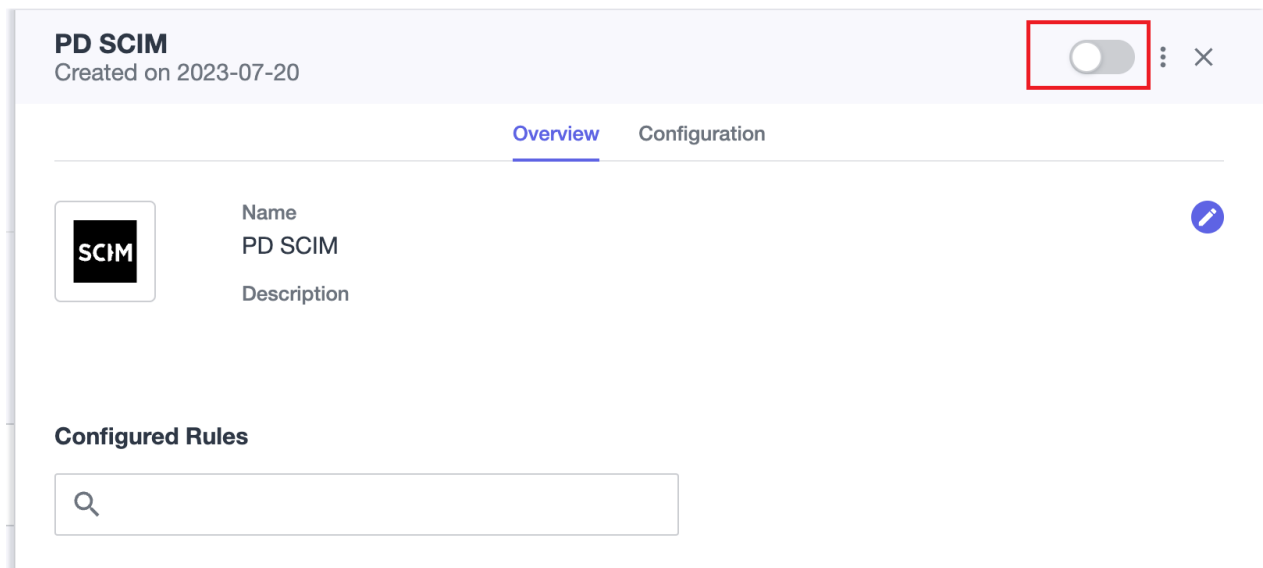 PD SCIM
Created on 2023-07-20
Overview Configuration
SCIM
Name
PD SCIM
Description
Configured Rules